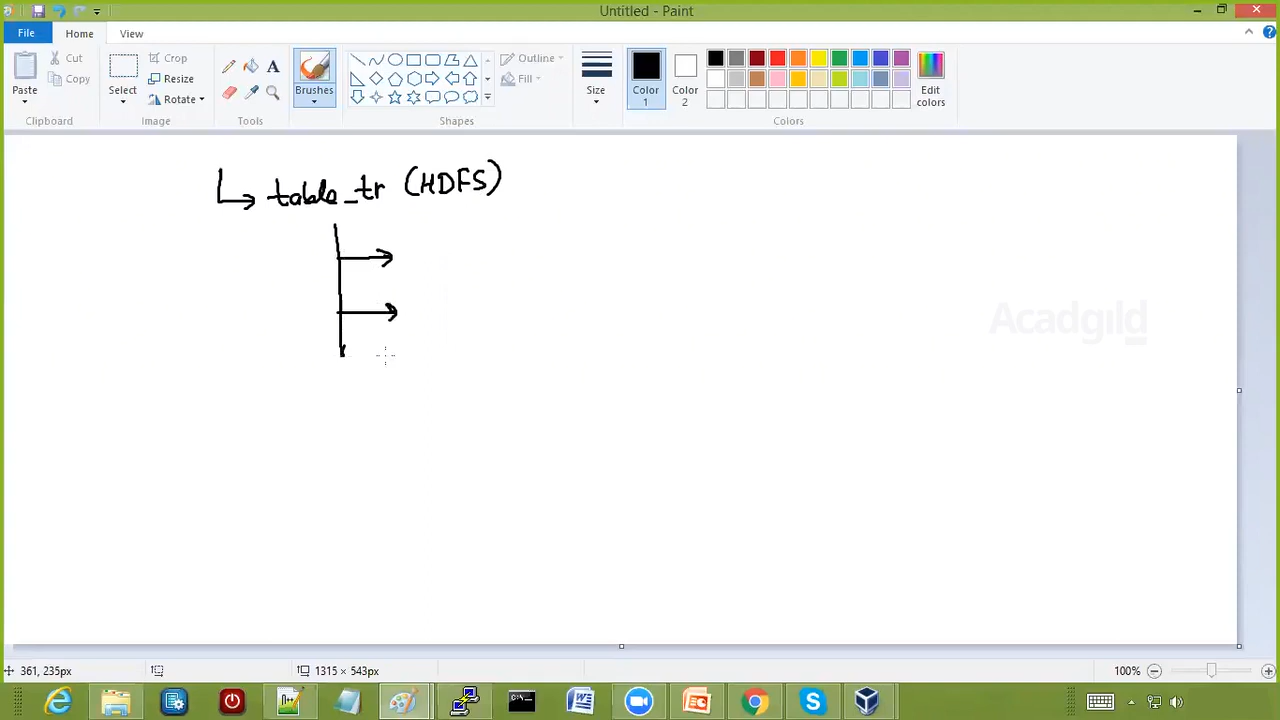 Untitled - Paint
File Home View
Paste
Cut
Copy
Clipboard
Select
Crop
Resize
Rotate
Image
Tools
Brushes
Shapes
Outline
Fill
Size
Color 1
Color 2
Edit colors
Colors
table_tr (HDFS)
Acadgild
361, 235px
1315 × 543px
100%